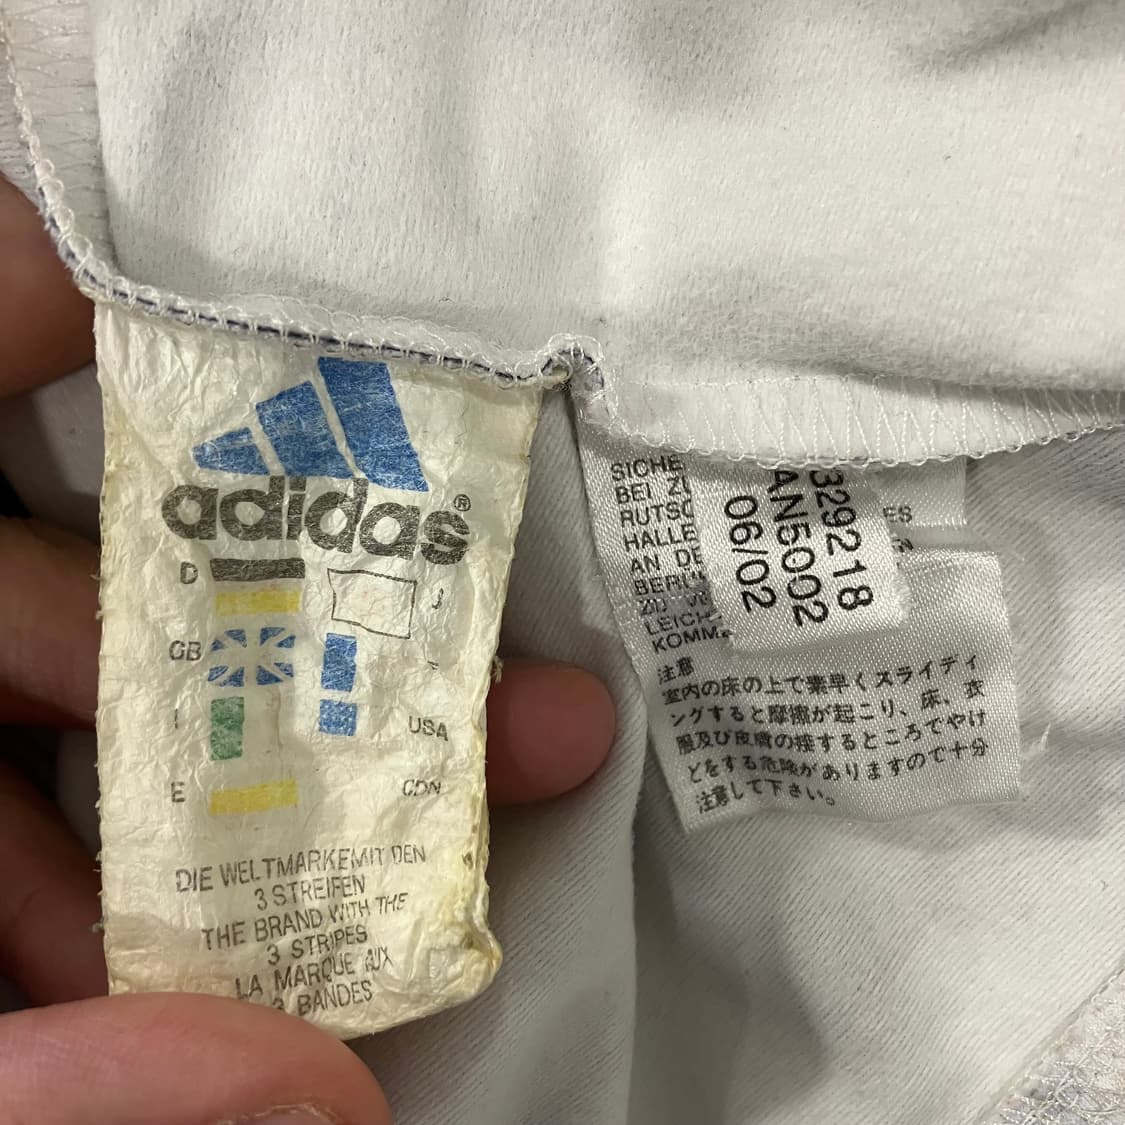 adidas®
D J
GB
I USA
E CDN
DIE WELTMARKE MIT DEN
3 STREIFEN
THE BRAND WITH THE
3 STRIPES
LA MARQUE AUX
3 BANDES
329218
AN5002
06/02
SICHE
BEI ZU
RUTSC
HALLE
AN DE
BERÜ
ZU VE
LEICH
KOMM
ES
注意
室内の床の上で素早くスライディ
ングすると摩擦が起こり、床、衣
服及び皮膚の接するところでやけ
どをする危険がありますので十分
注意して下さい。